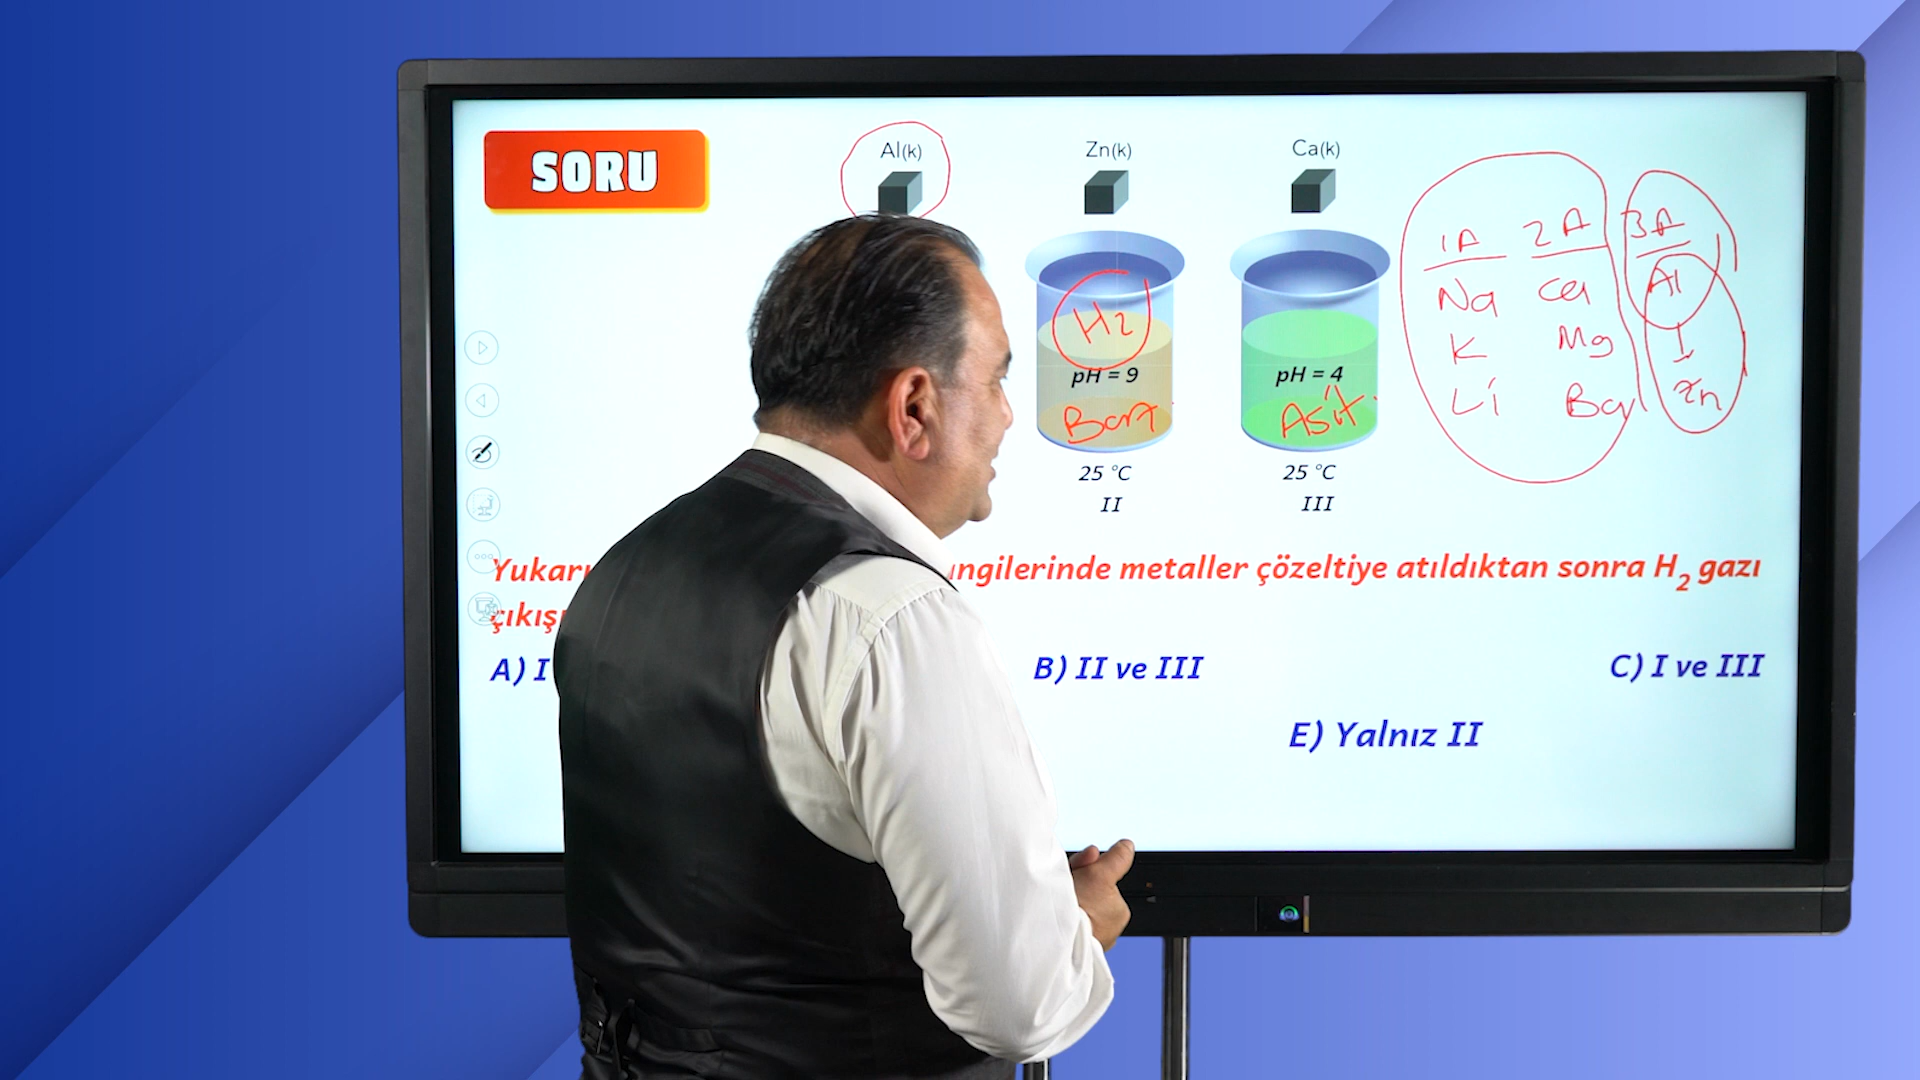 SORU
Al(k) Zn(k) Ca(k)
1A 2A 3A
Na Ca Al
K Mg
Li Ba Zn
H2
pH = 9 pH = 4
Baz Asit
25 °C 25 °C
II III
ngilerinde metaller çözeltiye atıldıktan sonra H2 gazı
A) I B) II ve III C) I ve III
E) Yalnız II